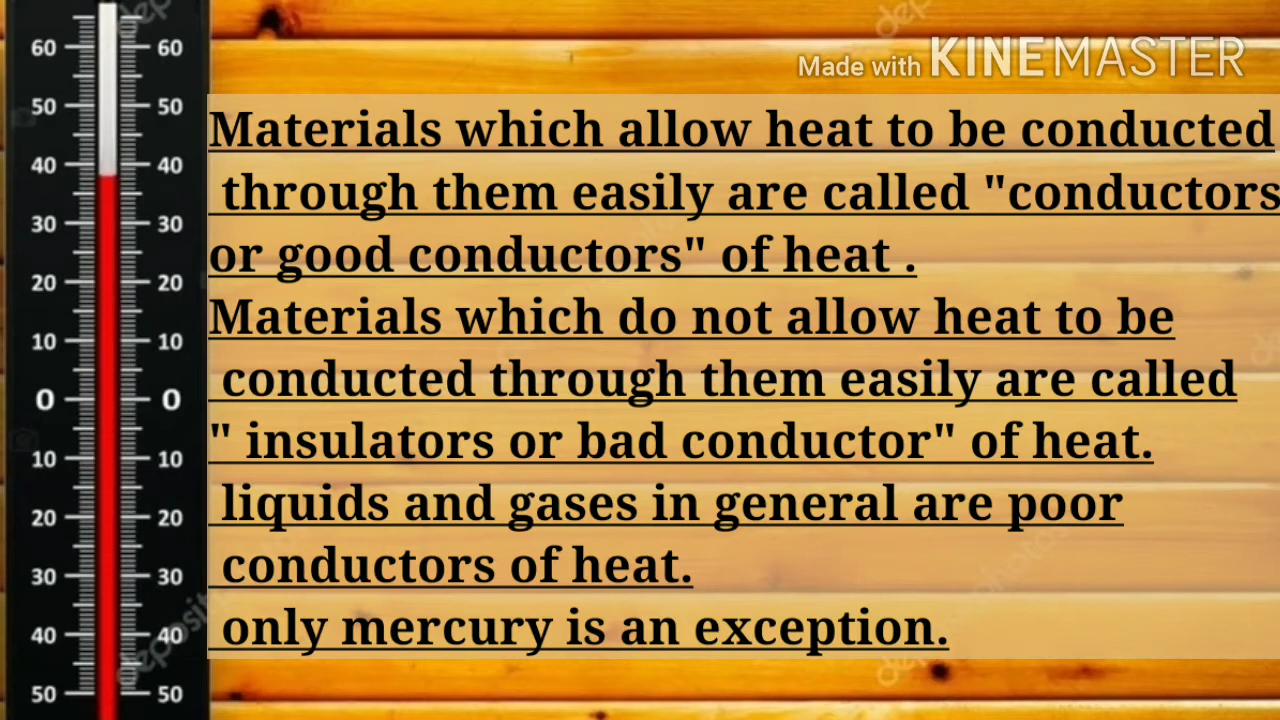 Made with KINEMASTER
60 60
50 50
40 40
30 30
20 20
10 10
0 0
10 10
20 20
30 30
40 40
50 50
Materials which allow heat to be conducted
through them easily are called "conductors
or good conductors" of heat .
Materials which do not allow heat to be
conducted through them easily are called
" insulators or bad conductor" of heat.
liquids and gases in general are poor
conductors of heat.
only mercury is an exception.